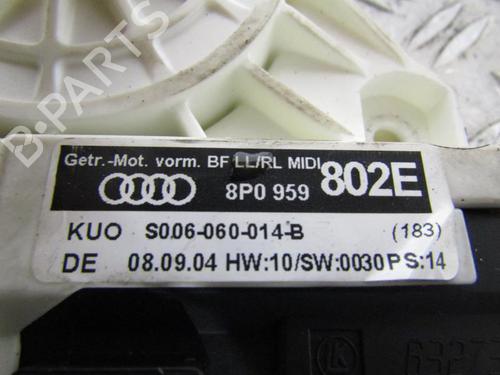 B-PARTS
Getr.-Mot. vorm. BF LL/RL MIDI
8P0 959 802E
KUO S006-060-014-B (183)
DE 08.09.04 HW:10/SW:0030 PS:14